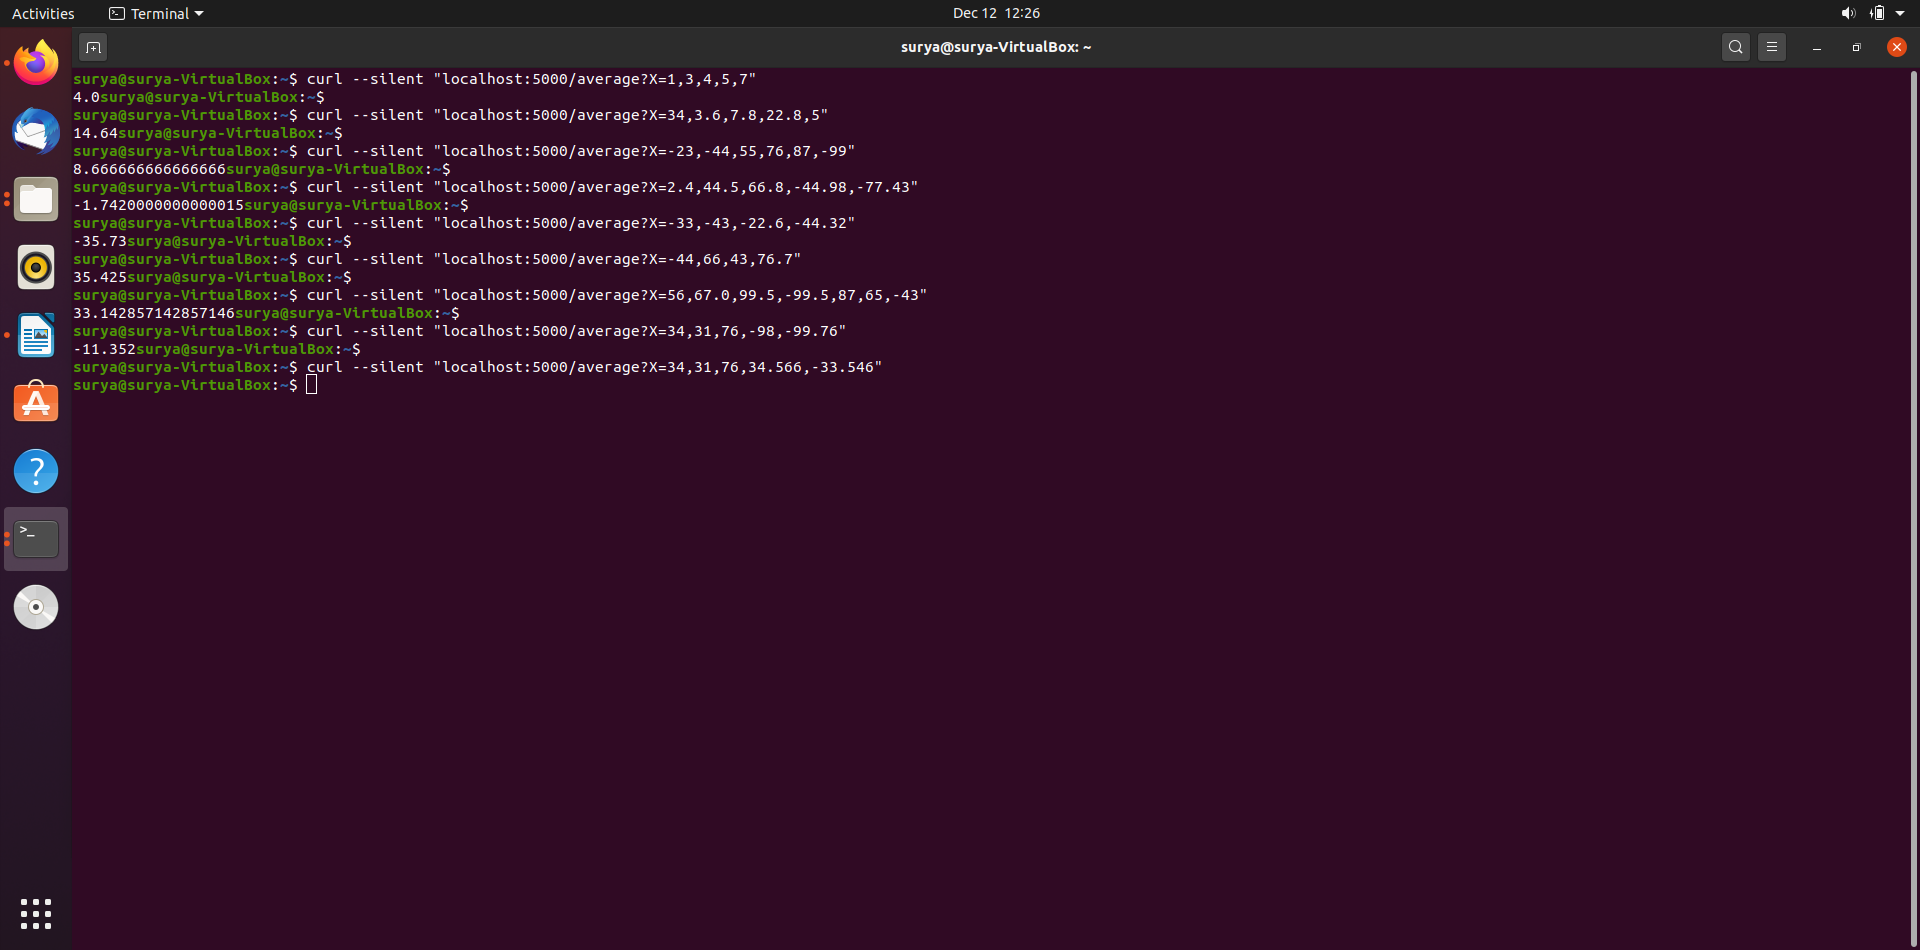 Activities Terminal Dec 12 12:26
surya@surya-VirtualBox: ~
surya@surya-VirtualBox:~$ curl --silent "localhost:5000/average?X=1,3,4,5,7"
4.0surya@surya-VirtualBox:~$
surya@surya-VirtualBox:~$ curl --silent "localhost:5000/average?X=34,3.6,7.8,22.8,5"
14.64surya@surya-VirtualBox:~$
surya@surya-VirtualBox:~$ curl --silent "localhost:5000/average?X=-23,-44,55,76,87,-99"
8.666666666666666surya@surya-VirtualBox:~$
surya@surya-VirtualBox:~$ curl --silent "localhost:5000/average?X=2.4,44.5,66.8,-44.98,-77.43"
-1.7420000000000015surya@surya-VirtualBox:~$
surya@surya-VirtualBox:~$ curl --silent "localhost:5000/average?X=-33,-43,-22.6,-44.32"
-35.73surya@surya-VirtualBox:~$
surya@surya-VirtualBox:~$ curl --silent "localhost:5000/average?X=-44,66,43,76.7"
35.425surya@surya-VirtualBox:~$
surya@surya-VirtualBox:~$ curl --silent "localhost:5000/average?X=56,67.0,99.5,-99.5,87,65,-43"
33.142857142857146surya@surya-VirtualBox:~$
surya@surya-VirtualBox:~$ curl --silent "localhost:5000/average?X=34,31,76,-98,-99.76"
-11.352surya@surya-VirtualBox:~$
surya@surya-VirtualBox:~$ curl --silent "localhost:5000/average?X=34,31,76,34.566,-33.546"
surya@surya-VirtualBox:~$